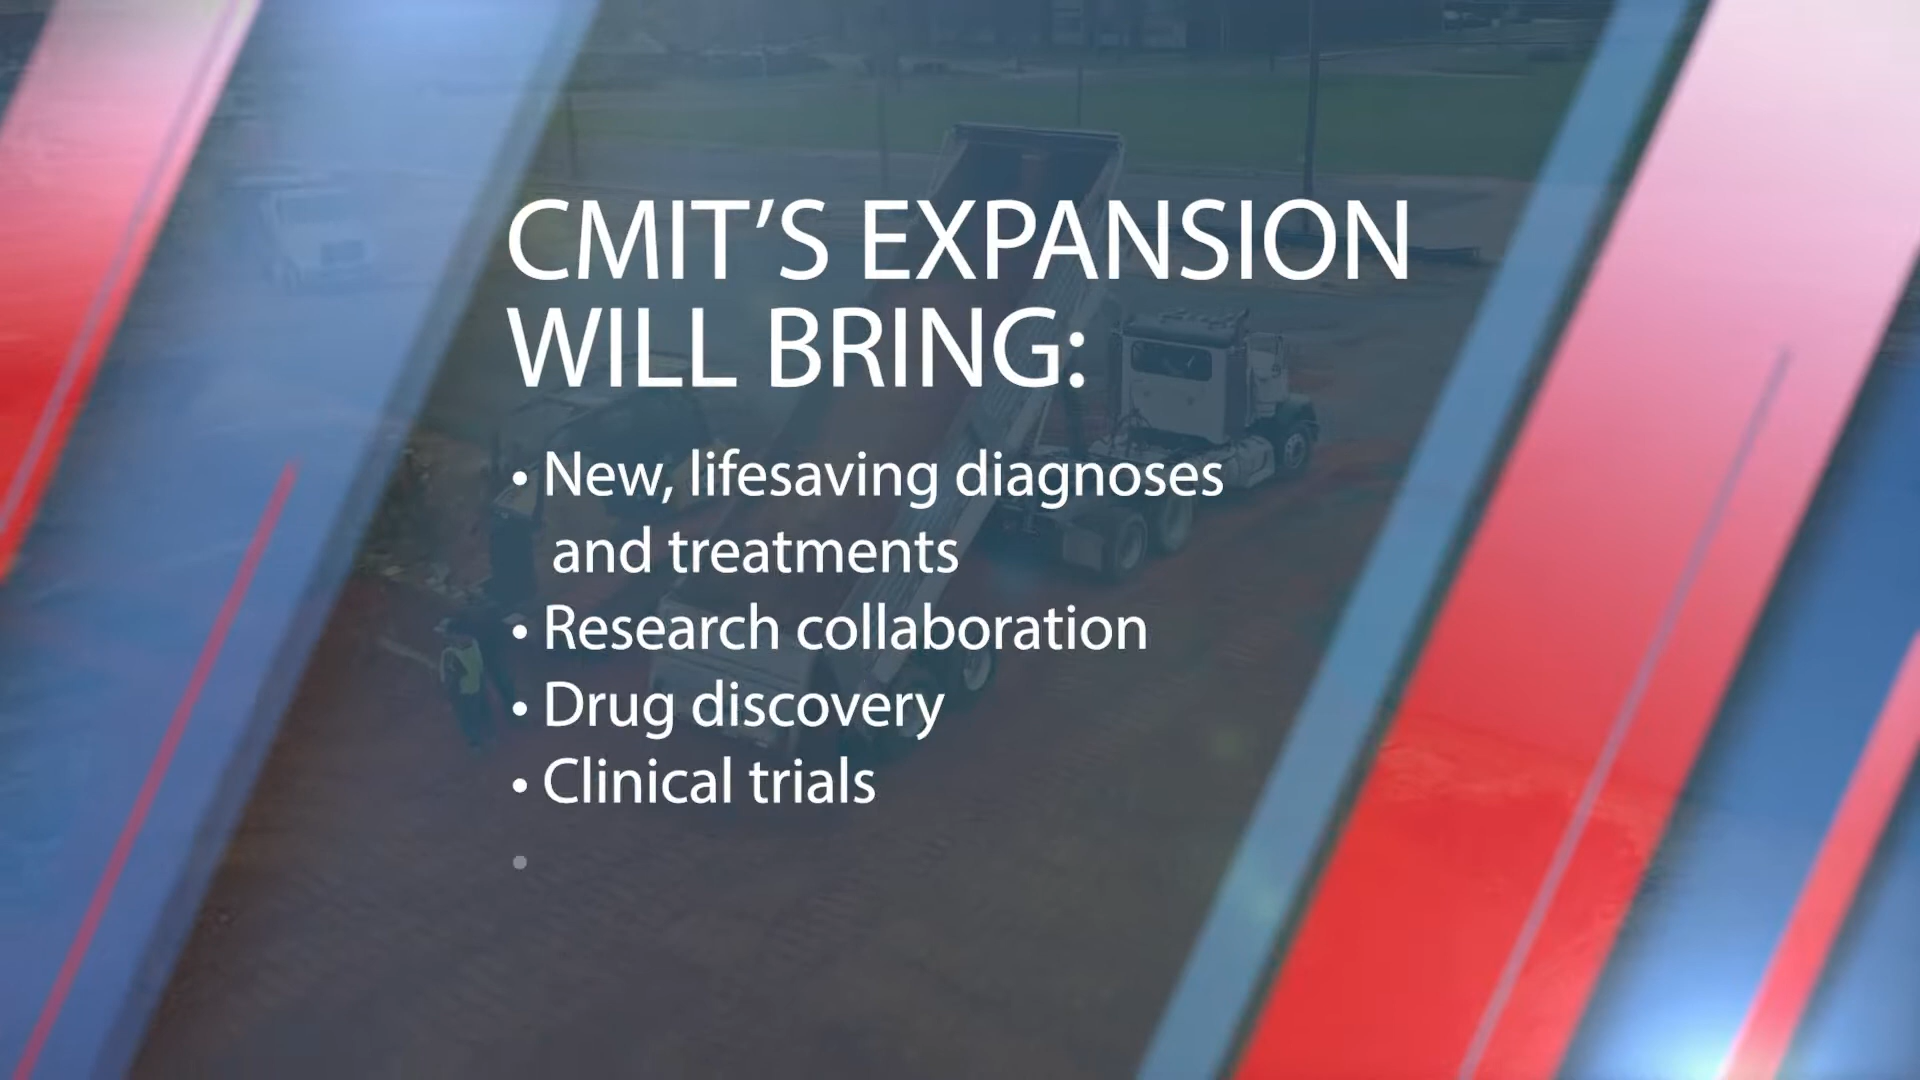 CMIT’S EXPANSION
WILL BRING:
• New, lifesaving diagnoses
and treatments
• Research collaboration
• Drug discovery
• Clinical trials
•